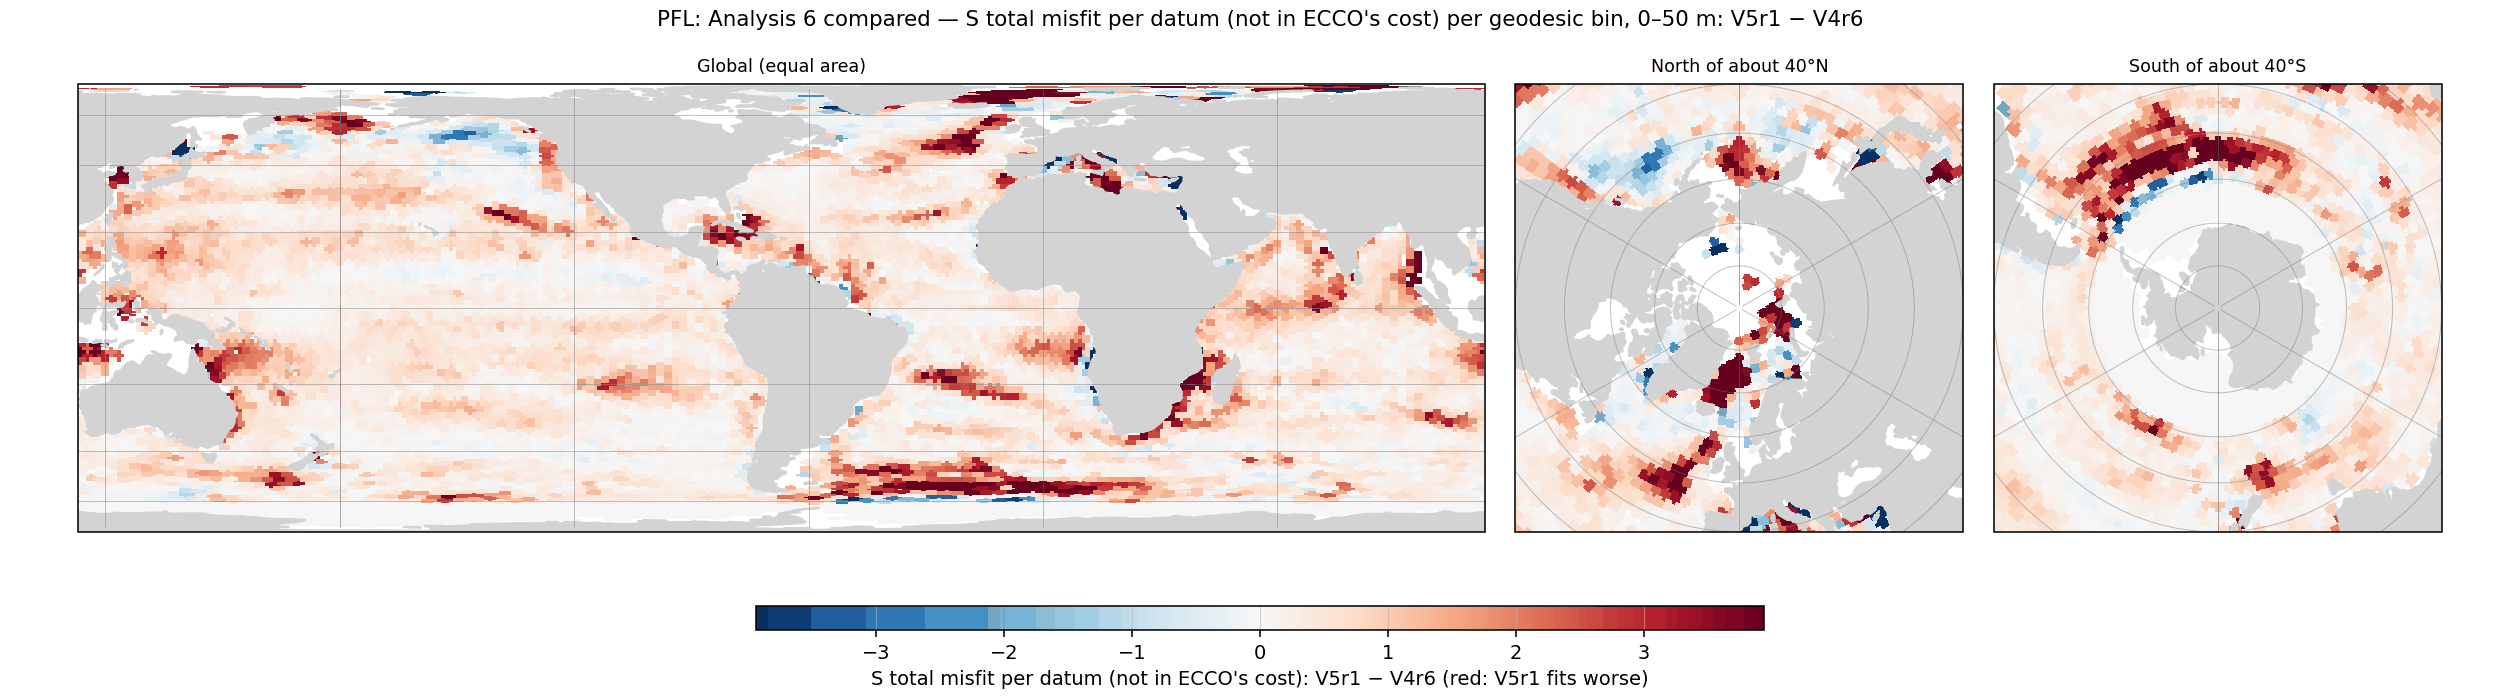 PFL: Analysis 6 compared — S total misfit per datum (not in ECCO's cost) per geodesic bin, 0–50 m: V5r1 − V4r6
Global (equal area)
North of about 40°N
South of about 40°S
−3 −2 −1 0 1 2 3
S total misfit per datum (not in ECCO's cost): V5r1 − V4r6 (red: V5r1 fits worse)